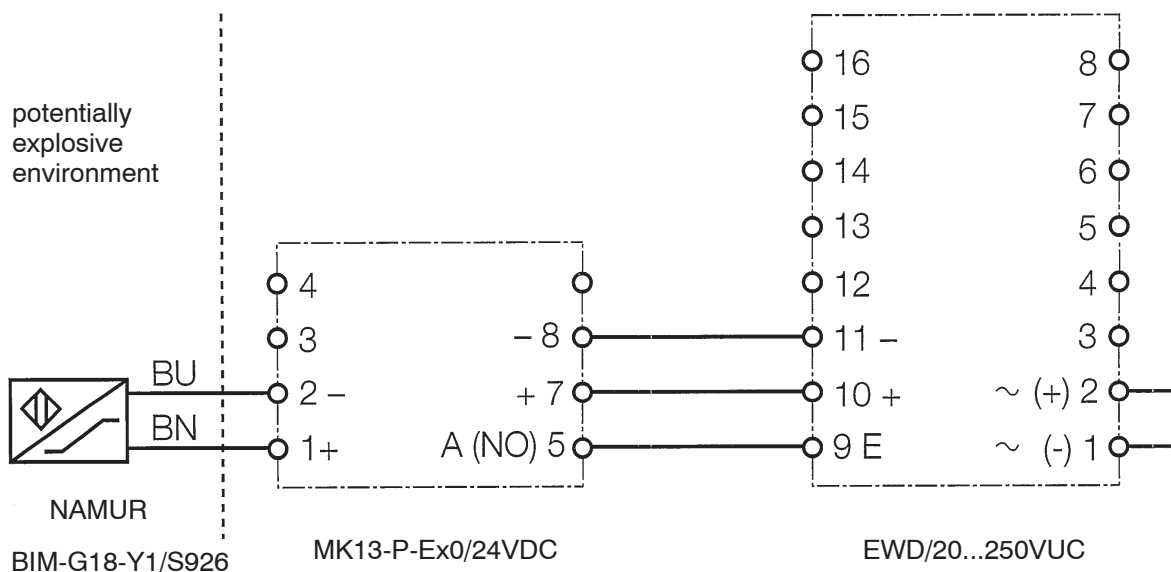 potentially
explosive
environment
BU
BN
NAMUR
BIM-G18-Y1/S926
4
3
2 –
1+
– 8
+ 7
A (NO) 5
MK13-P-Ex0/24VDC
16
15
14
13
12
11 –
10 +
9 E
8
7
6
5
4
3
~ (+) 2
~ (-) 1
EWD/20...250VUC